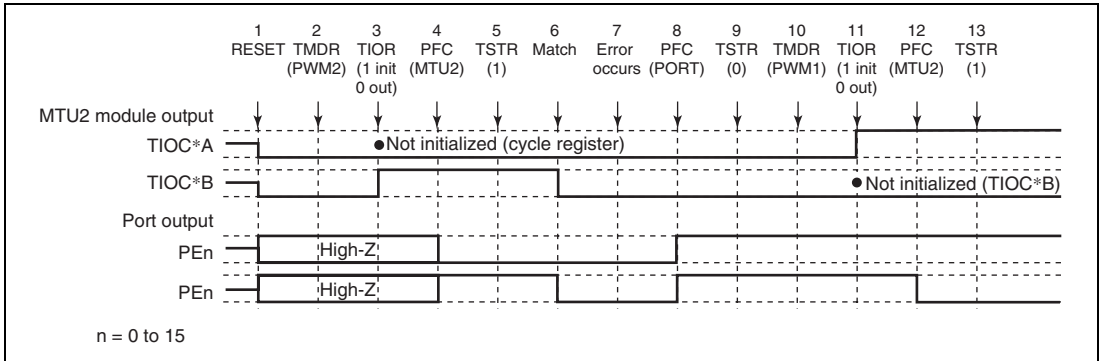 1 2 3 4 5 6 7 8 9 10 11 12 13
RESET TMDR TIOR PFC TSTR Match Error PFC TSTR TMDR TIOR PFC TSTR
(PWM2) (1 init (MTU2) (1) occurs (PORT) (0) (PWM1) (1 init (MTU2) (1)
0 out) 0 out)
MTU2 module output
TIOC*A
●Not initialized (cycle register)
TIOC*B
● Not initialized (TIOC*B)
Port output
PEn
High-Z
PEn
High-Z
n = 0 to 15